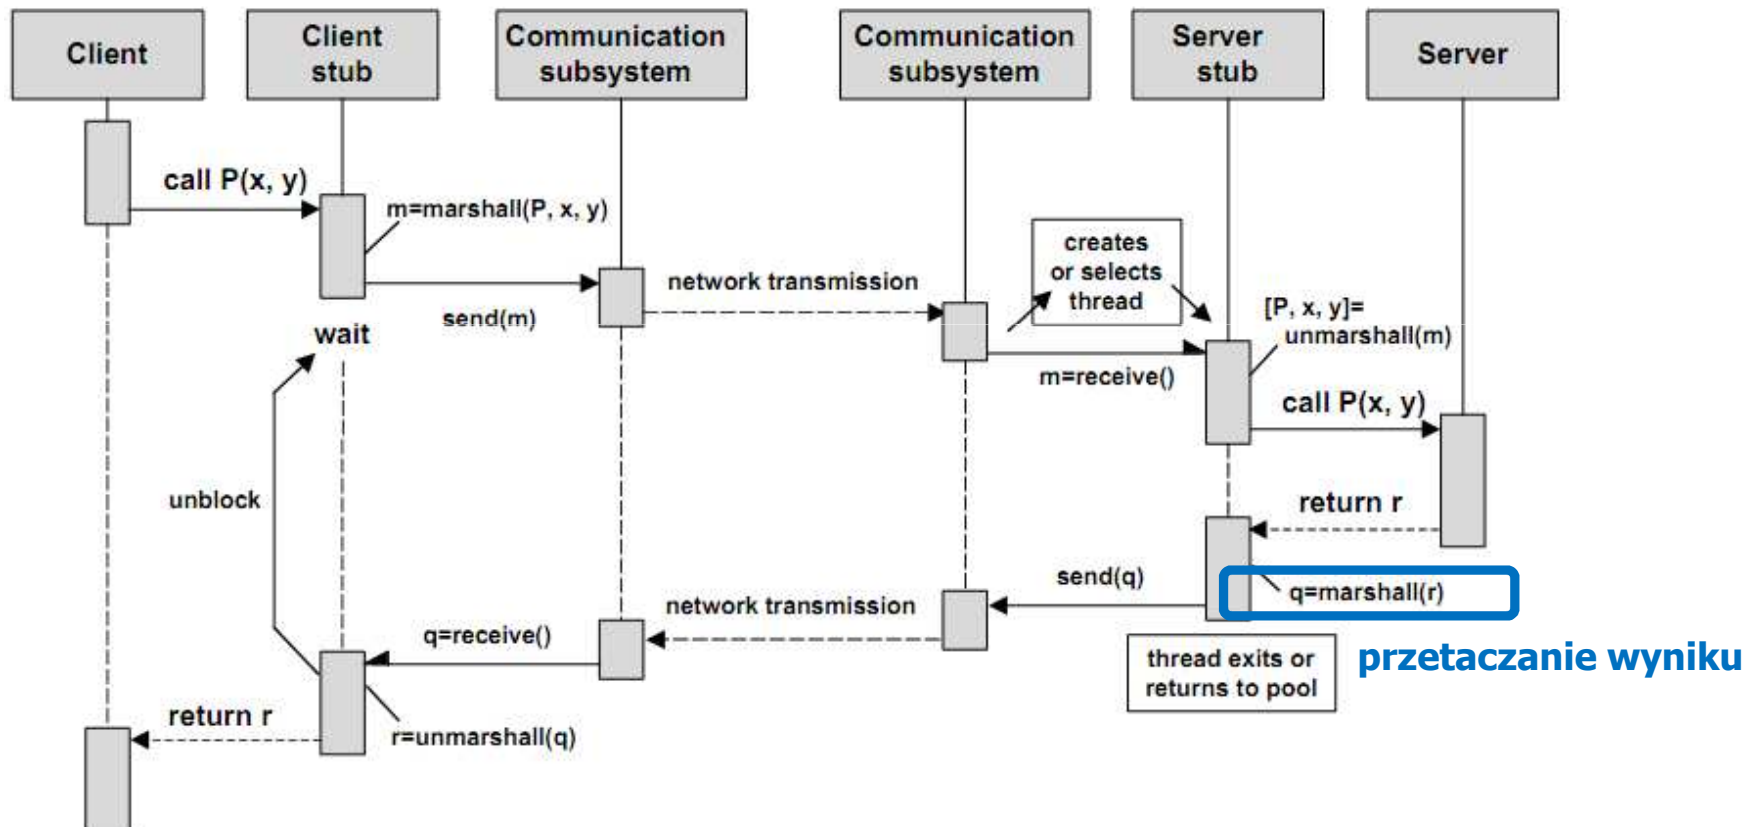 Client
Client
stub
Communication
subsystem
Communication
subsystem
Server
stub
Server
call P(x, y)
m=marshall(P, x, y)
send(m)
wait
network transmission
creates
or selects
thread
m=receive()
[P, x, y]=
unmarshall(m)
call P(x, y)
unblock
return r
q=marshall(r)
send(q)
network transmission
q=receive()
thread exits or
returns to pool
przetaczanie wyniku
return r
r=unmarshall(q)